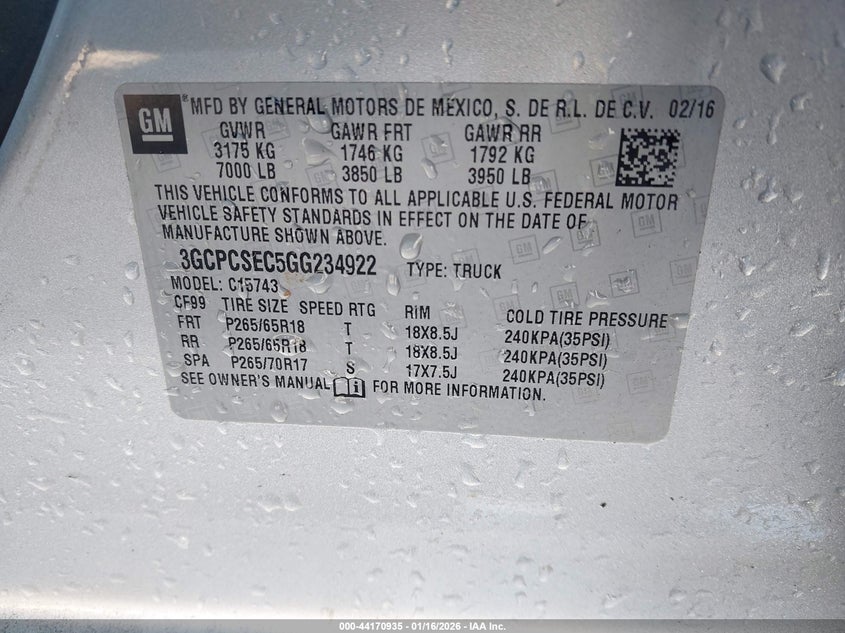 GM
® MFD BY GENERAL MOTORS DE MEXICO, S. DE R.L. DE C.V. 02/16
GVWR GAWR FRT GAWR RR
3175 KG 1746 KG 1792 KG
7000 LB 3850 LB 3950 LB
THIS VEHICLE CONFORMS TO ALL APPLICABLE U.S. FEDERAL MOTOR
VEHICLE SAFETY STANDARDS IN EFFECT ON THE DATE OF
MANUFACTURE SHOWN ABOVE.
3GCPCSEC5GG234922 TYPE: TRUCK
MODEL: C15743
CF99 TIRE SIZE SPEED RTG RIM COLD TIRE PRESSURE
FRT P265/65R18 T 18X8.5J 240KPA(35PSI)
RR P265/65R18 T 18X8.5J 240KPA(35PSI)
SPA P265/70R17 S 17X7.5J 240KPA(35PSI)
SEE OWNER'S MANUAL i FOR MORE INFORMATION.
000-44170935 - 01/16/2026 - IAA Inc.